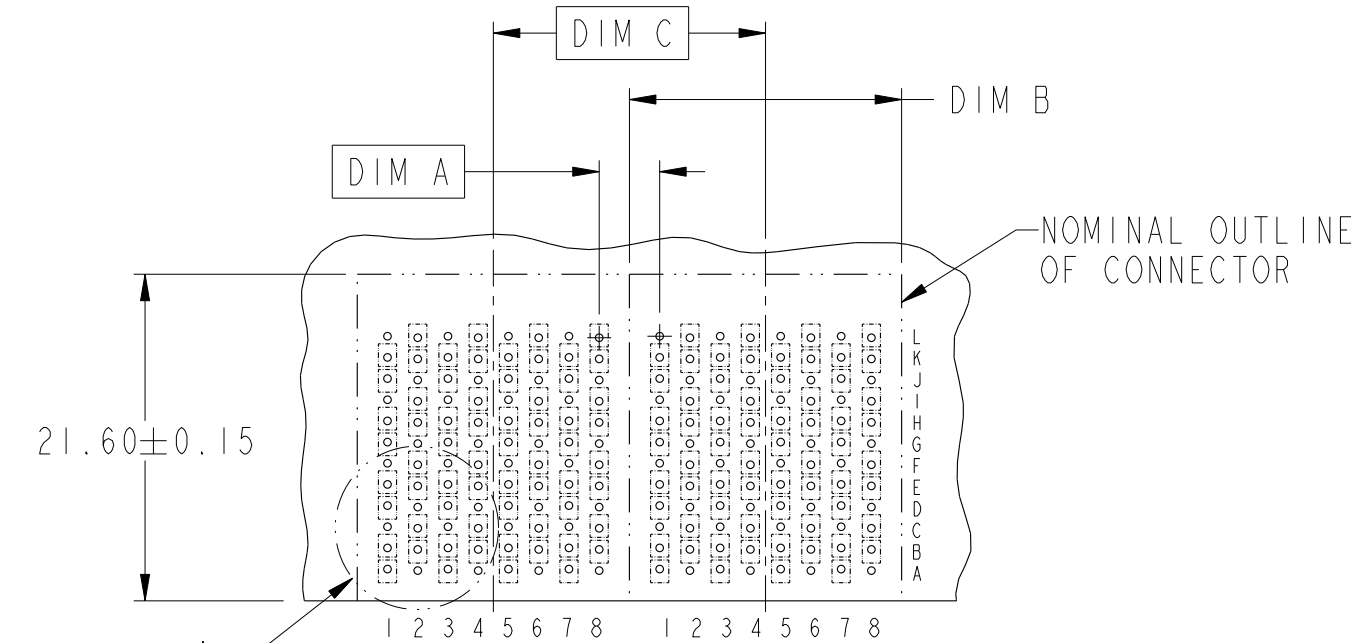 DIM C
DIM B
DIM A
NOMINAL OUTLINE
OF CONNECTOR
L
K
J
I
H
G
F
E
D
C
B
A
21.60±0.15
1 2 3 4 5 6 7 8 1 2 3 4 5 6 7 8